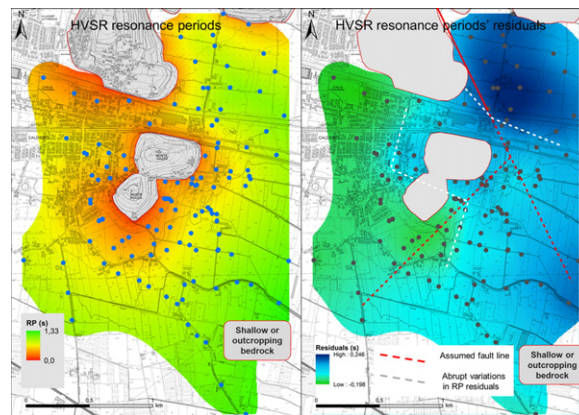 HVSR resonance periods
N
RP (s)
1,33
0,0
Shallow or
outcropping
bedrock
0
0,5
1
km
HVSR resonance periods' residuals
N
Residuals (s)
High : 0,246
Low : -0,198
Assumed fault line
Abrupt variations
in RP residuals
Shallow or
outcropping
bedrock
0
0,5
1
km